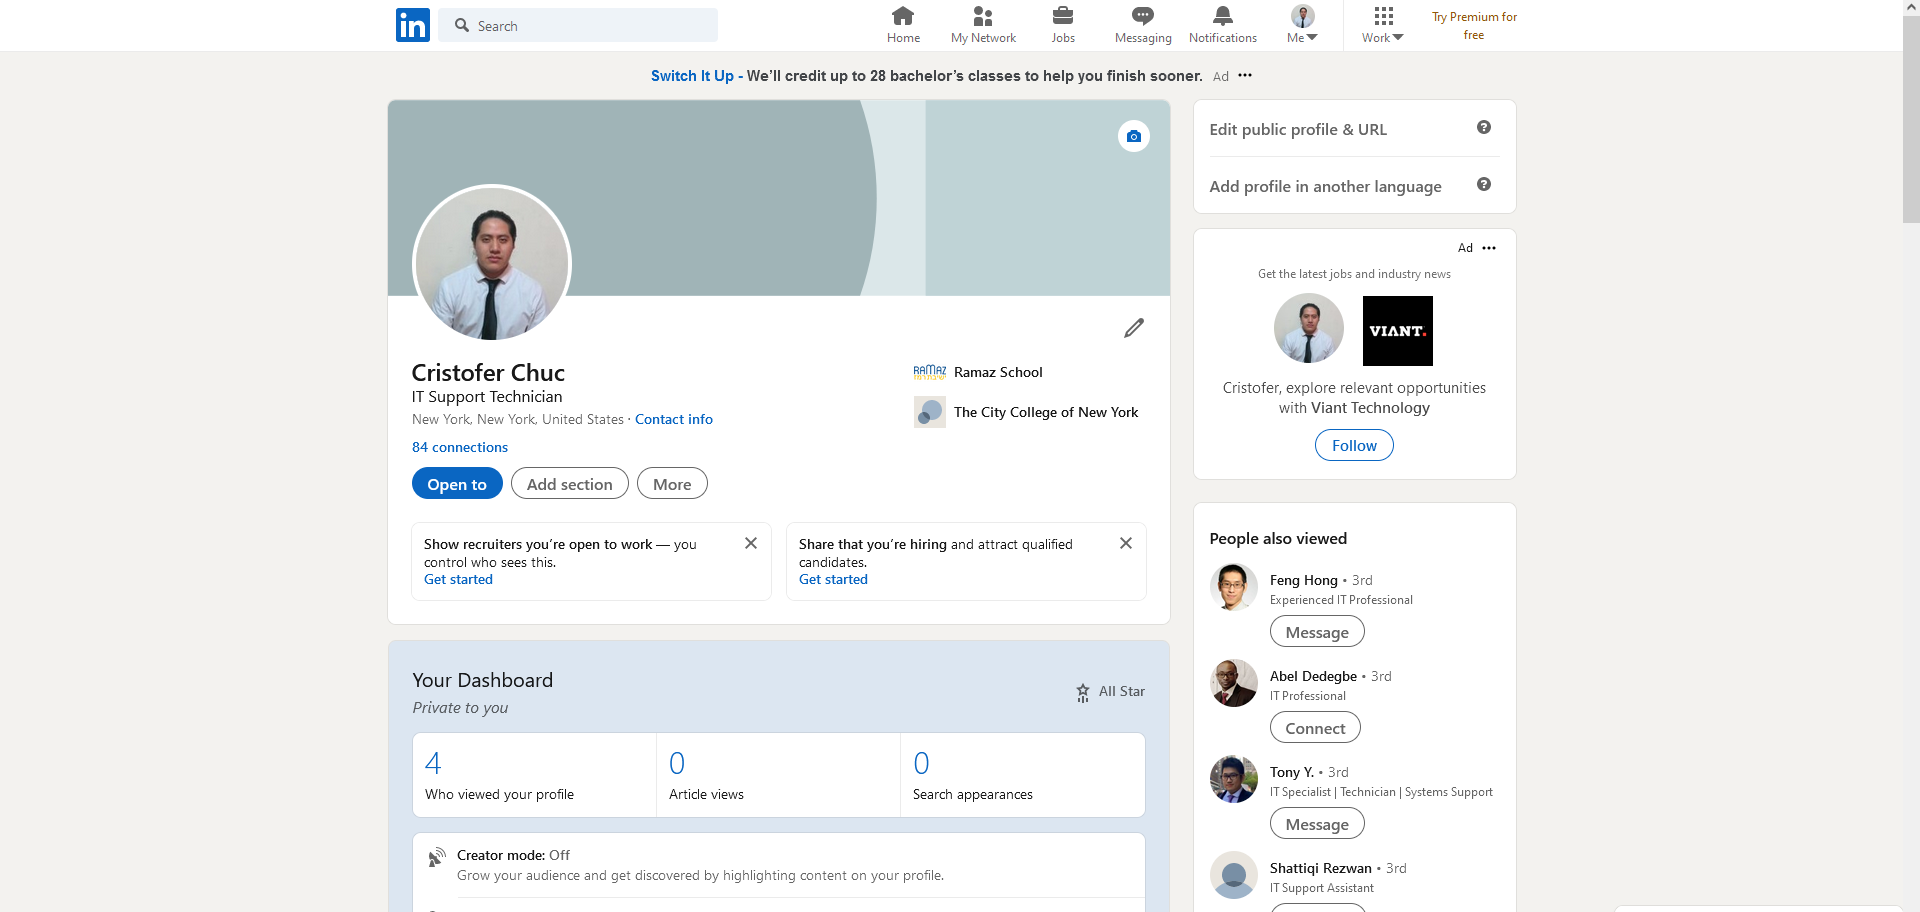 in
Search
Home
My Network
Jobs
Messaging
Notifications
Me
Work
Try Premium for
free
Switch It Up - We’ll credit up to 28 bachelor’s classes to help you finish sooner. Ad
Cristofer Chuc
IT Support Technician
New York, New York, United States · Contact info
84 connections
Open to
Add section
More
RAMAZ
Ramaz School
The City College of New York
Show recruiters you’re open to work — you
control who sees this.
Get started
Share that you’re hiring and attract qualified
candidates.
Get started
Your Dashboard
Private to you
All Star
4
Who viewed your profile
0
Article views
0
Search appearances
Creator mode: Off
Grow your audience and get discovered by highlighting content on your profile.
Edit public profile & URL
Add profile in another language
Ad
Get the latest jobs and industry news
VIANT.
Cristofer, explore relevant opportunities
with Viant Technology
Follow
People also viewed
Feng Hong • 3rd
Experienced IT Professional
Message
Abel Dedegbe • 3rd
IT Professional
Connect
Tony Y. • 3rd
IT Specialist | Technician | Systems Support
Message
Shattiqi Rezwan • 3rd
IT Support Assistant